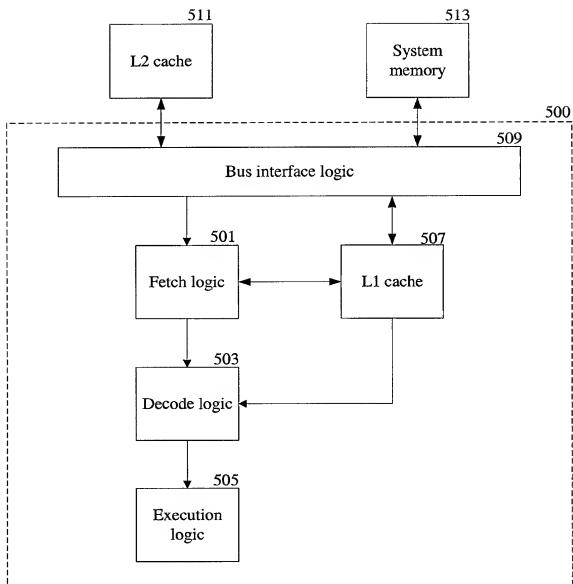 511
L2 cache
513
System
memory
500
509
Bus interface logic
501
Fetch logic
507
L1 cache
503
Decode logic
505
Execution
logic